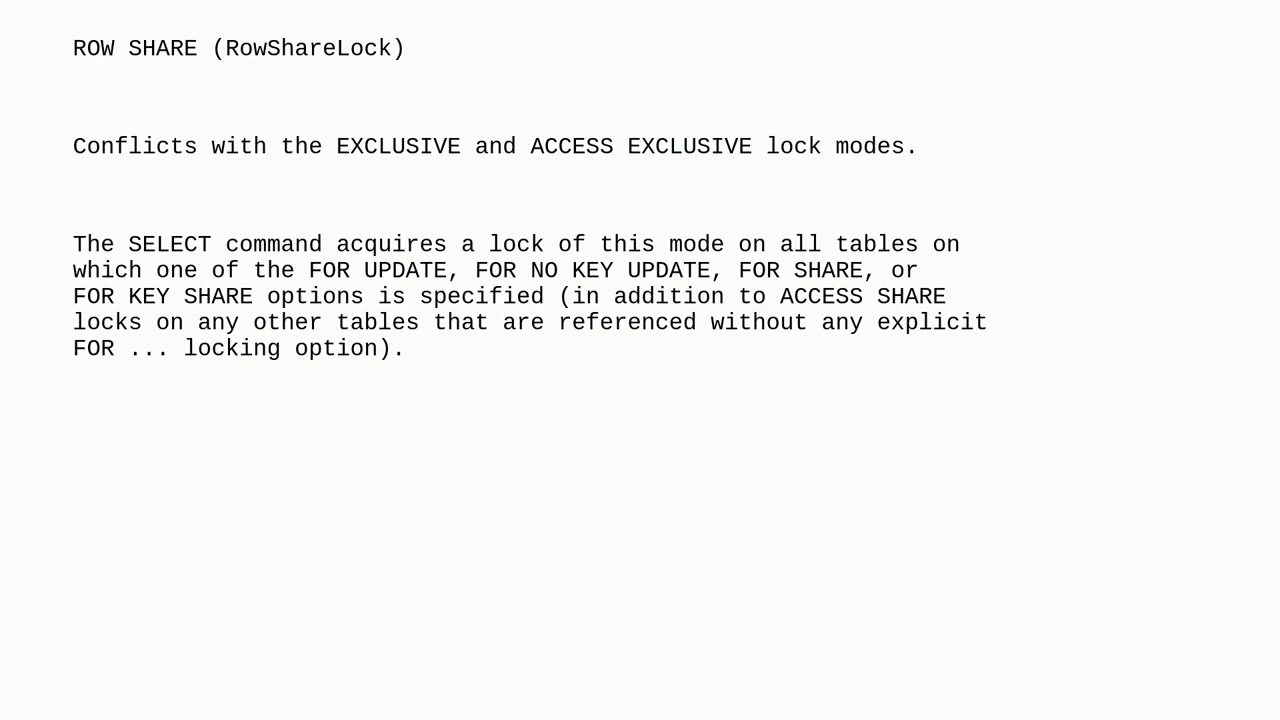 ROW SHARE (RowShareLock)
Conflicts with the EXCLUSIVE and ACCESS EXCLUSIVE lock modes.
The SELECT command acquires a lock of this mode on all tables on
which one of the FOR UPDATE, FOR NO KEY UPDATE, FOR SHARE, or
FOR KEY SHARE options is specified (in addition to ACCESS SHARE
locks on any other tables that are referenced without any explicit
FOR ... locking option).